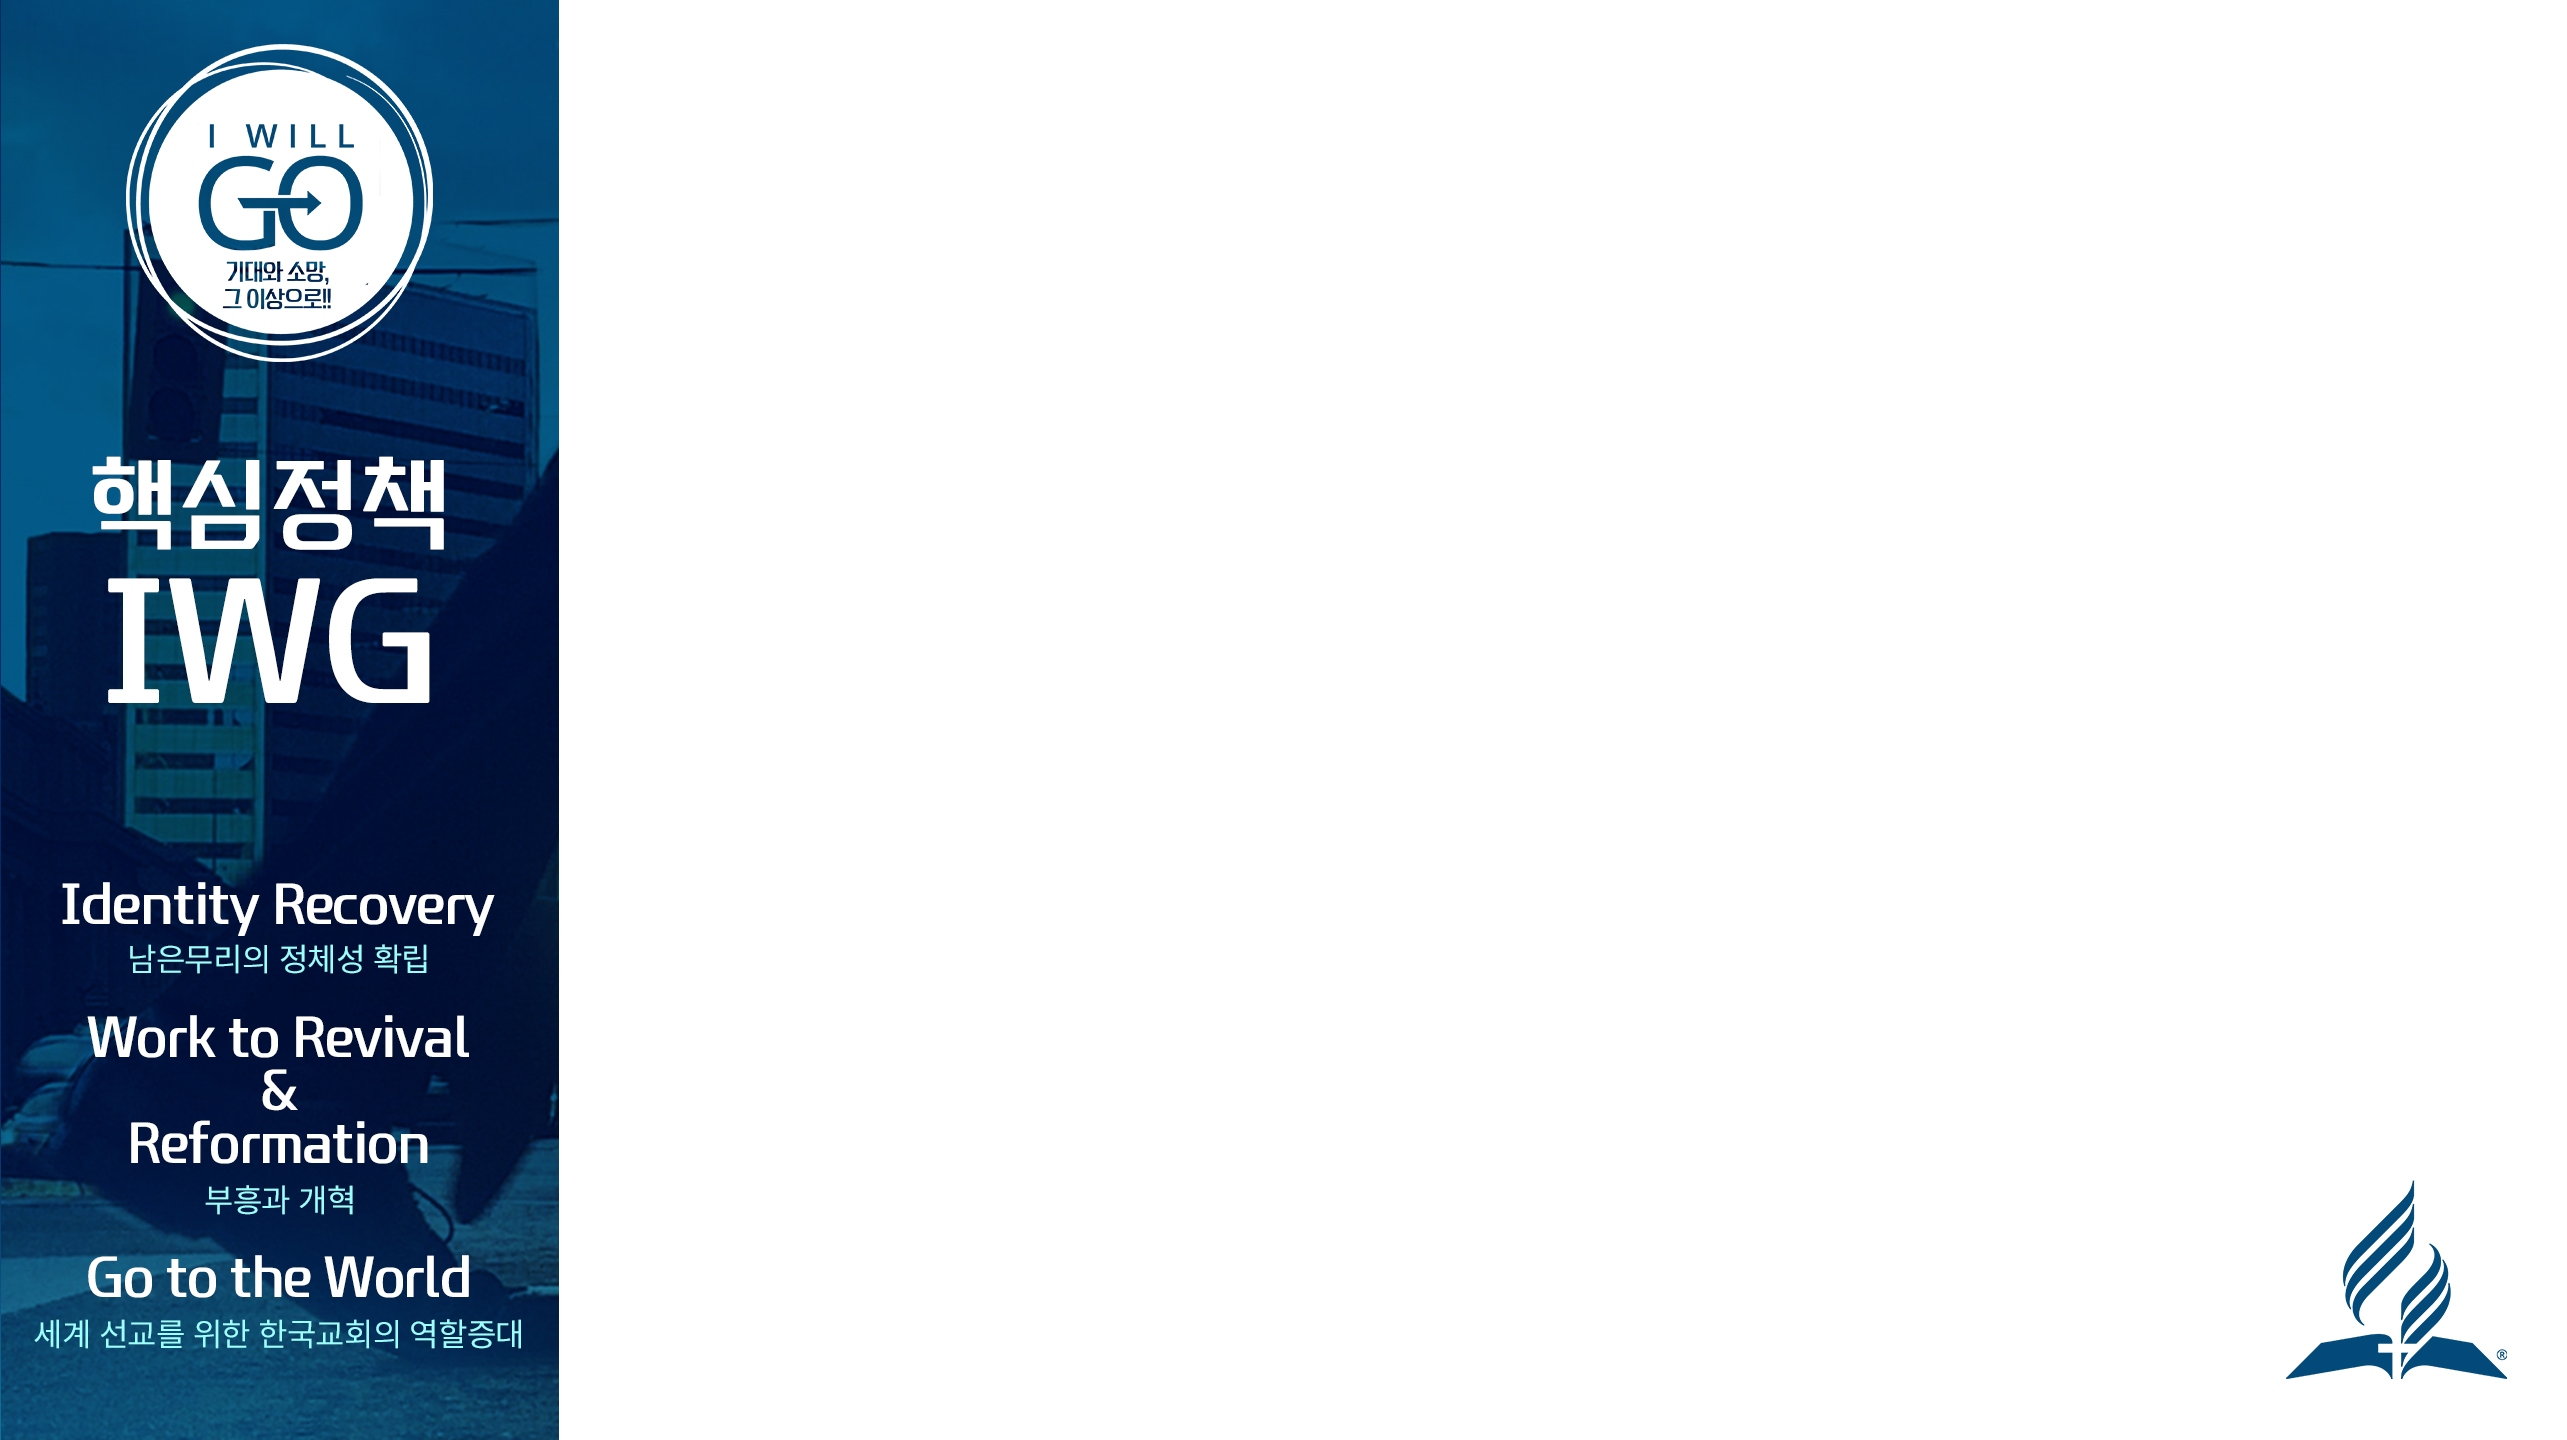 I WILL
GO
기대와 소망,
그 이상으로!!
핵심정책
IWG
Identity Recovery
남은무리의 정체성 확립
Work to Revival
&
Reformation
부흥과 개혁
Go to the World
세계 선교를 위한 한국교회의 역할증대
®